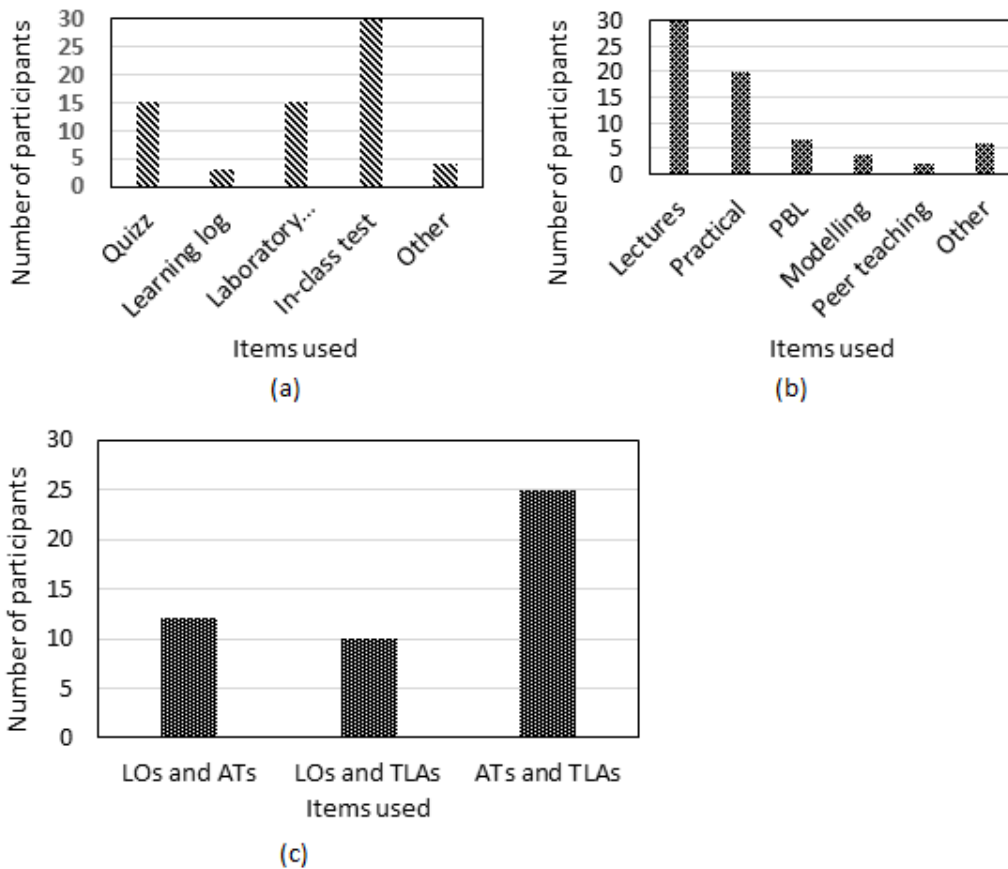 Number of participants
30
25
20
15
10
5
0
Quizz
Learning log
Laboratory...
In-class test
Other
Items used
(a)
Number of participants
30
25
20
15
10
5
0
Lectures
Practical
PBL
Modelling
Peer teaching
Other
Items used
(b)
Number of participants
30
25
20
15
10
5
0
LOs and ATs
LOs and TLAs
ATs and TLAs
Items used
(c)